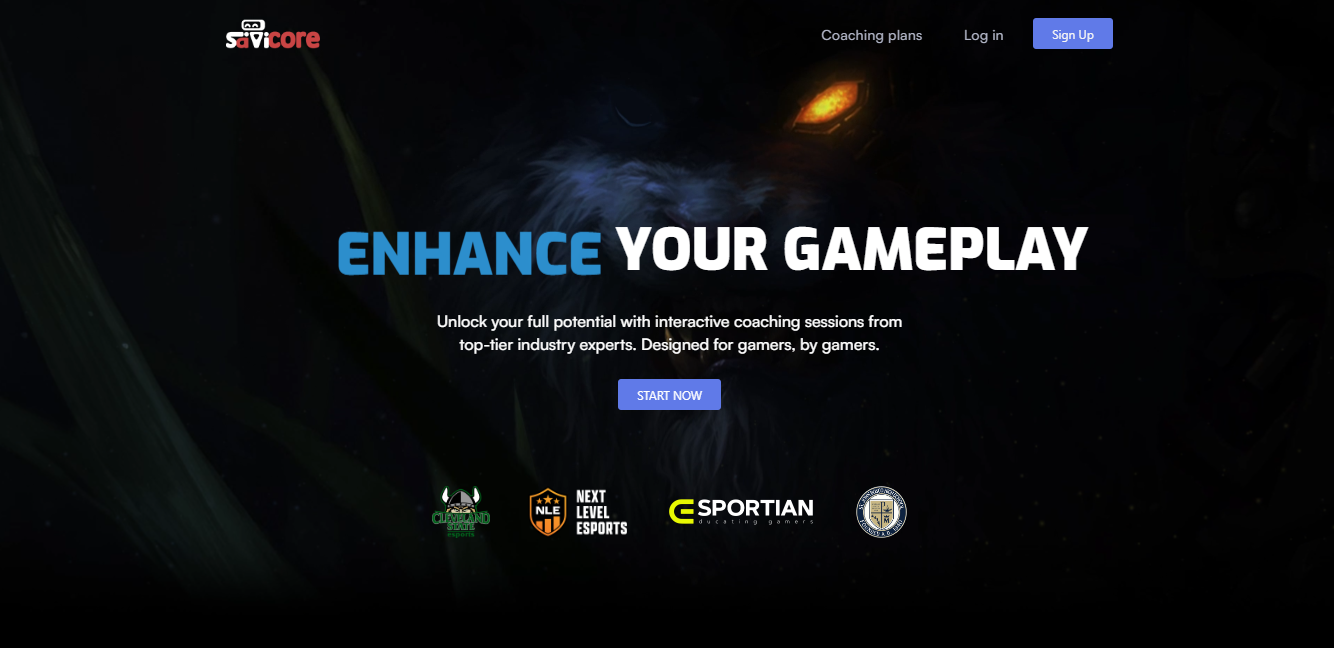 savicore
Coaching plans
Log in
Sign Up
ENHANCE YOUR GAMEPLAY
Unlock your full potential with interactive coaching sessions from
top-tier industry experts. Designed for gamers, by gamers.
START NOW
CLEVELAND
STATE
esports
NLE
NEXT
LEVEL
ESPORTS
ESPORTIAN
ducating gamers